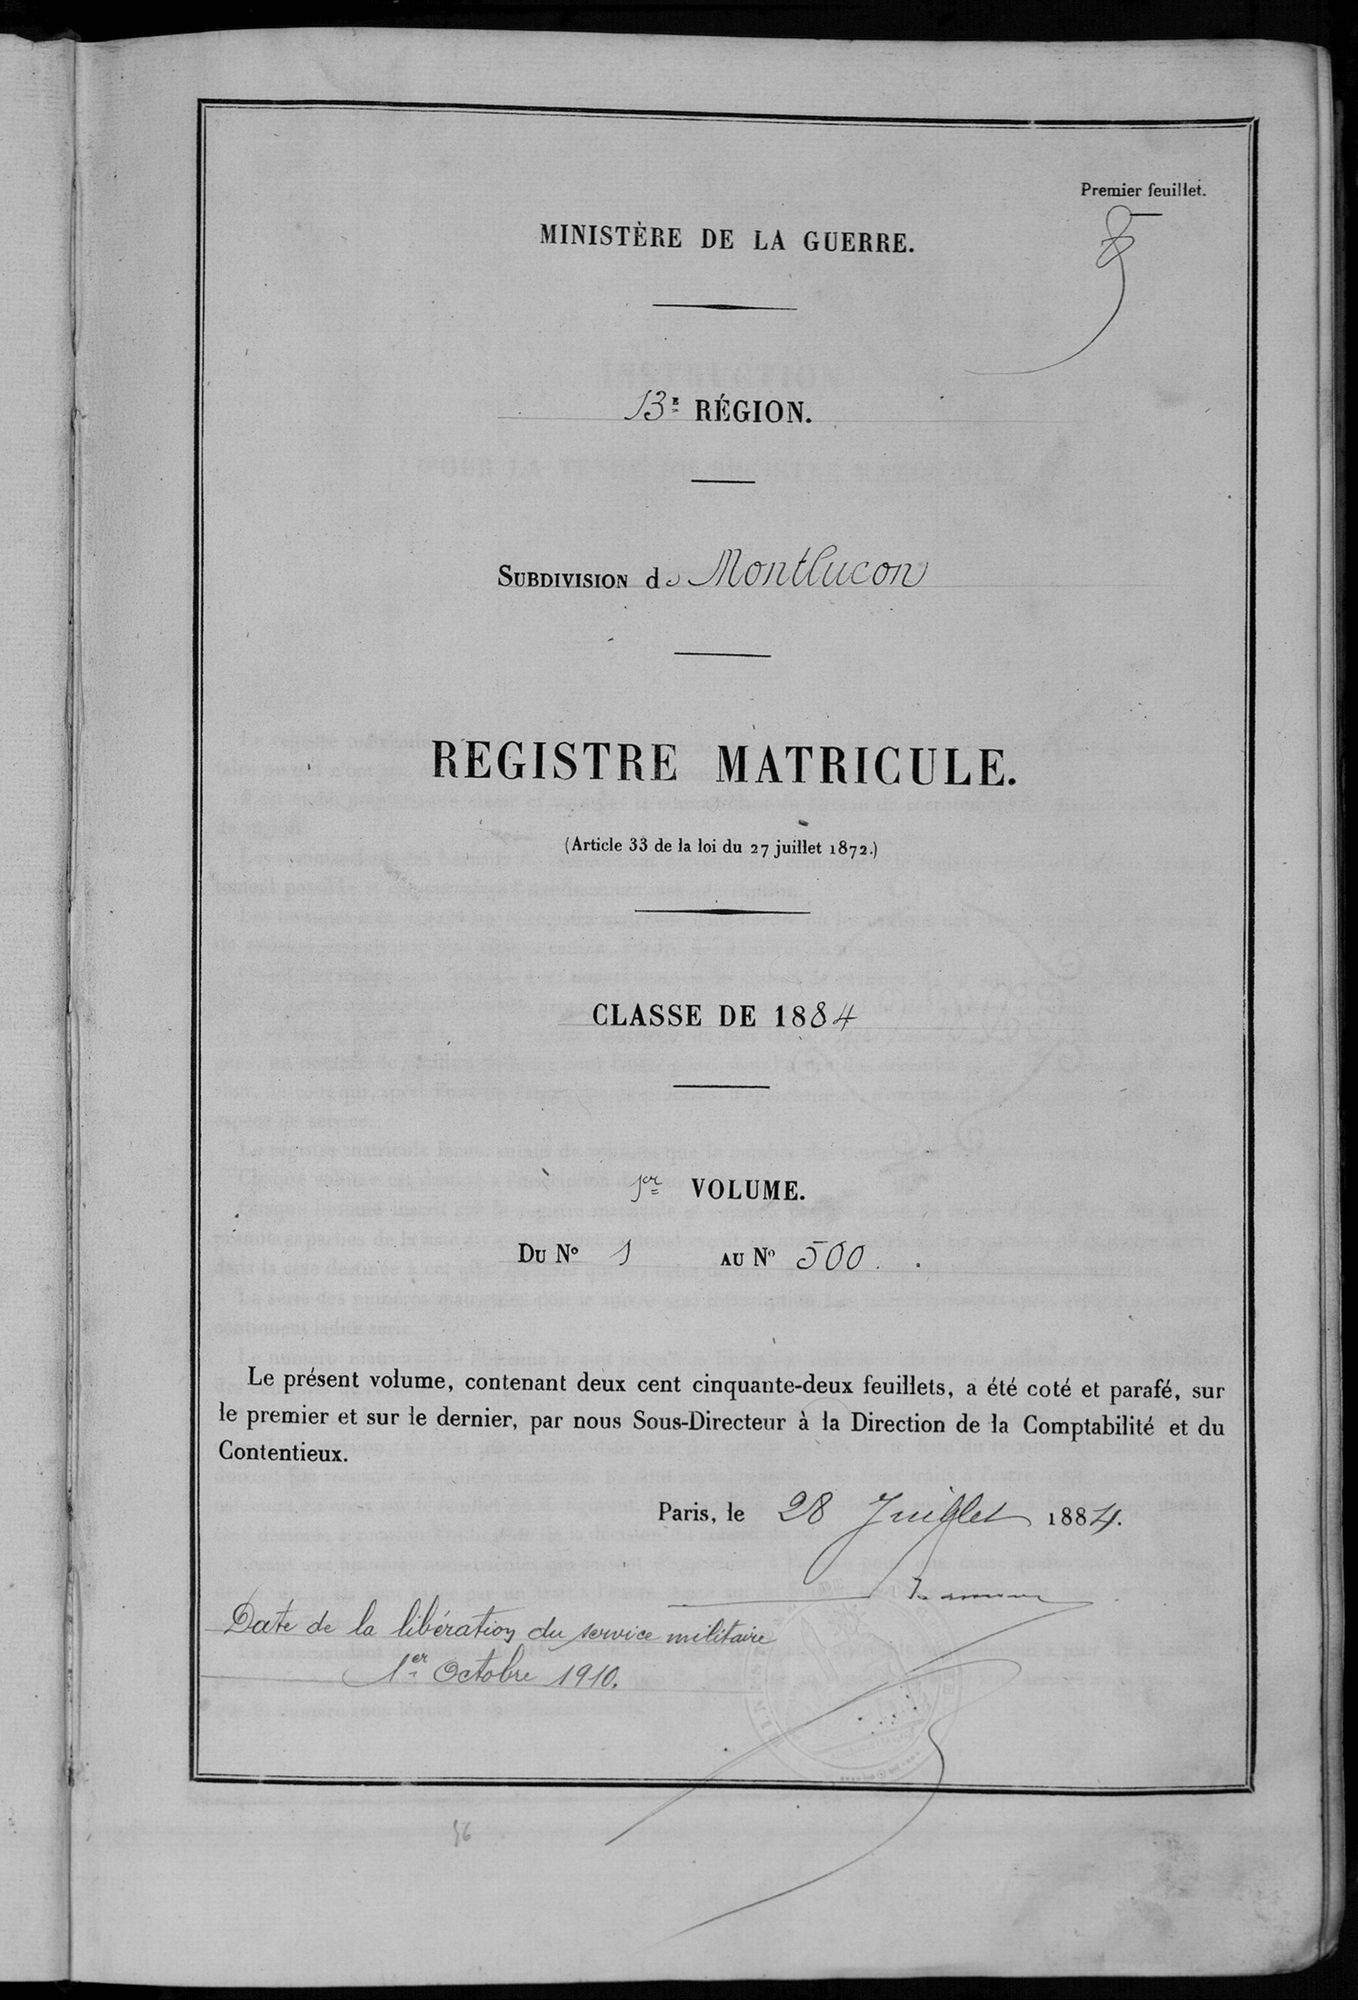 Premier feuillet.
MINISTÈRE DE LA GUERRE.
13e RÉGION.
SUBDIVISION de Montluçon
REGISTRE MATRICULE.
(Article 33 de la loi du 27 juillet 1872.)
CLASSE DE 1884
1er VOLUME.
DU No 1 AU No 500.
Le présent volume, contenant deux cent cinquante-deux feuillets, a été coté et parafé, sur
le premier et sur le dernier, par nous Sous-Directeur à la Direction de la Comptabilité et du
Contentieux.
Paris, le 28 Juillet 1884.
Date de la libération du service militaire
1er Octobre 1910.